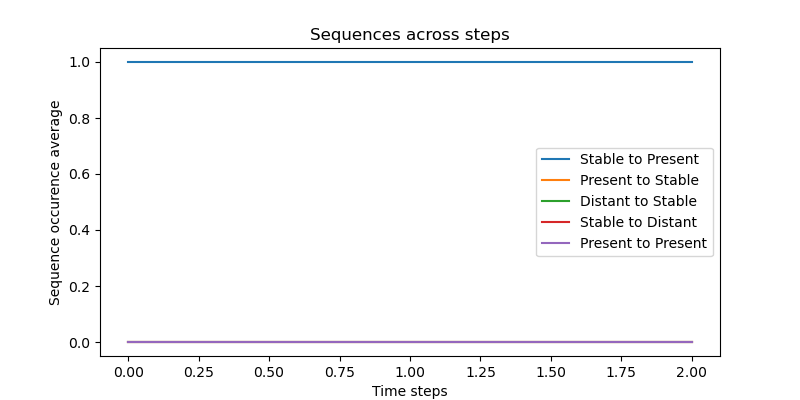 Sequences across steps
Sequence occurence average
1.0
0.8
0.6
0.4
0.2
0.0
Stable to Present
Present to Stable
Distant to Stable
Stable to Distant
Present to Present
0.00 0.25 0.50 0.75 1.00 1.25 1.50 1.75 2.00
Time steps